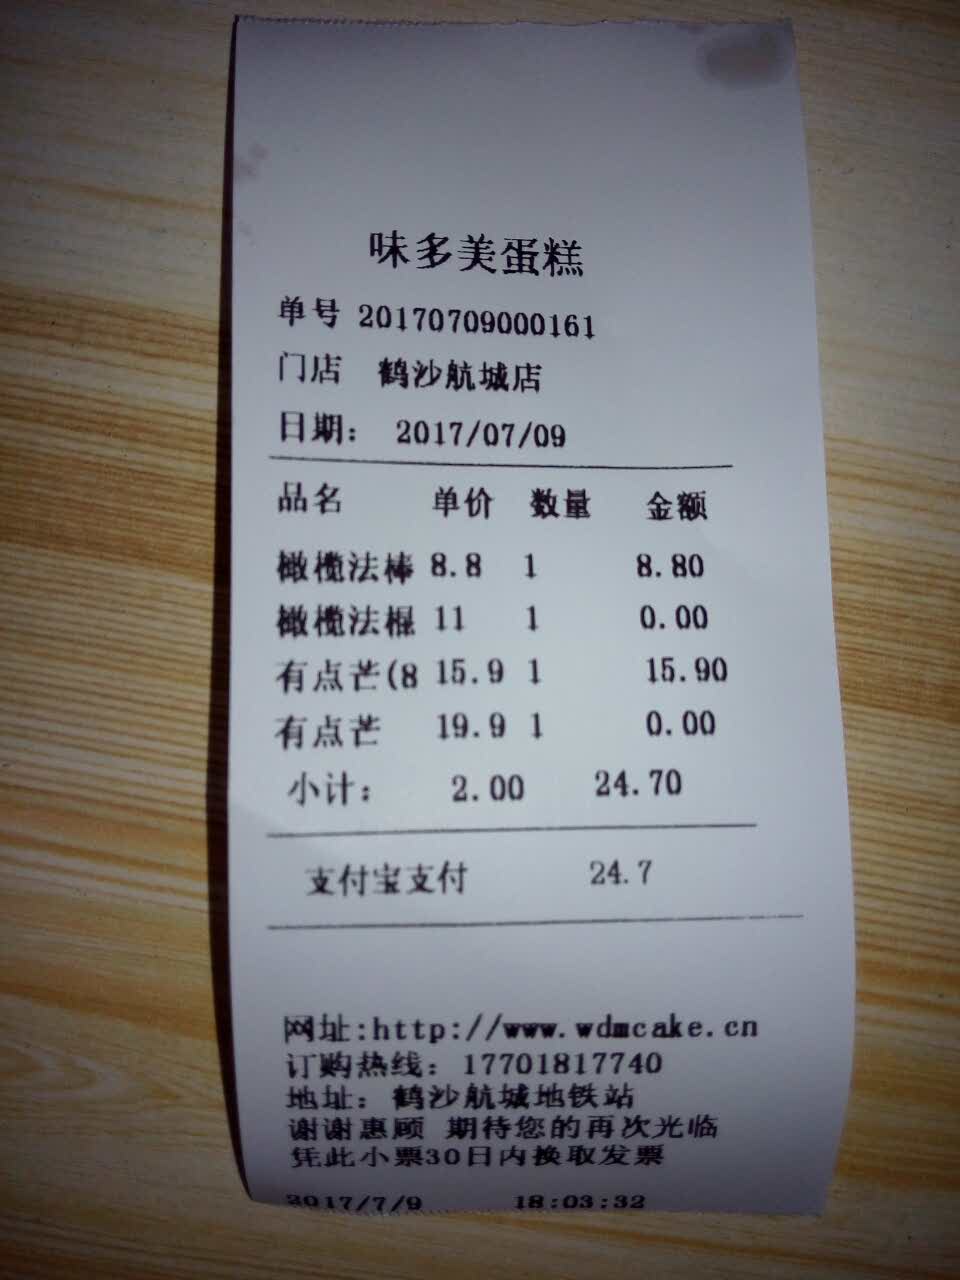 味多美蛋糕
单号 20170709000161
门店 鹤沙航城店
日期： 2017/07/09
品名 单价 数量 金额
橄榄法棒 8.8 1 8.80
橄榄法棍 11 1 0.00
有点芒(8 15.9 1 15.90
有点芒 19.9 1 0.00
小计： 2.00 24.70
支付宝支付 24.7
网址:http://www.wdmcake.cn
订购热线：17701817740
地址： 鹤沙航城地铁站
谢谢惠顾 期待您的再次光临
凭此小票30日内换取发票
2017/7/9 18:03:32